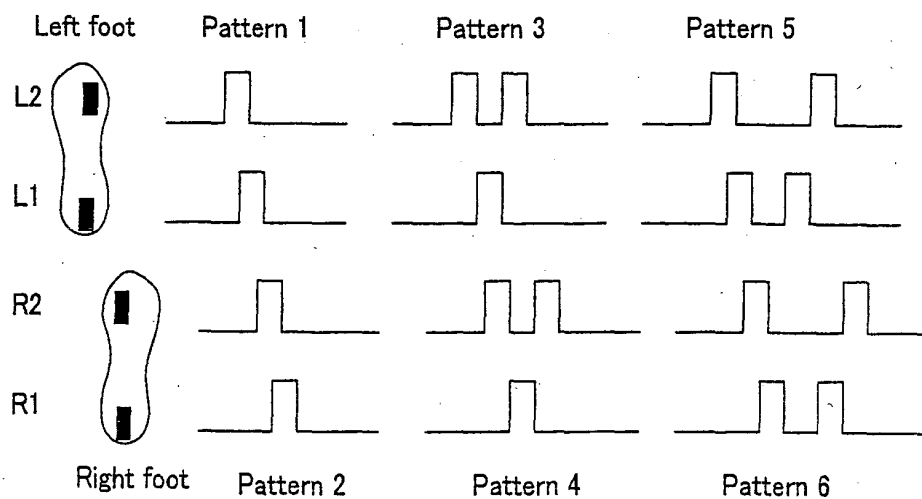 Left foot Pattern 1 Pattern 3 Pattern 5
L2
L1
R2
R1
Right foot Pattern 2 Pattern 4 Pattern 6